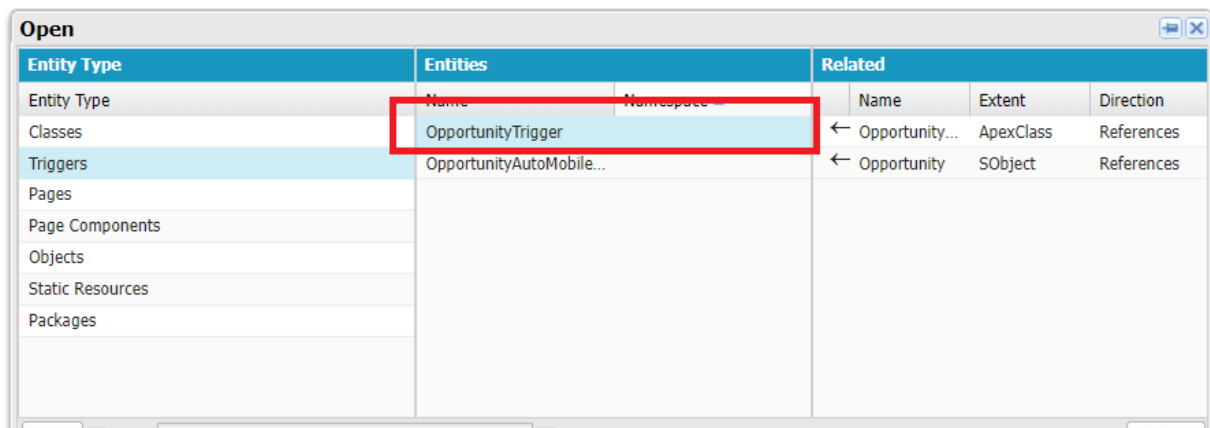 Open
Entity Type Entities Related
Entity Type Name Namespace Name Extent Direction
Classes OpportunityTrigger ← Opportunity... ApexClass References
Triggers OpportunityAutoMobile... ← Opportunity SObject References
Pages
Page Components
Objects
Static Resources
Packages